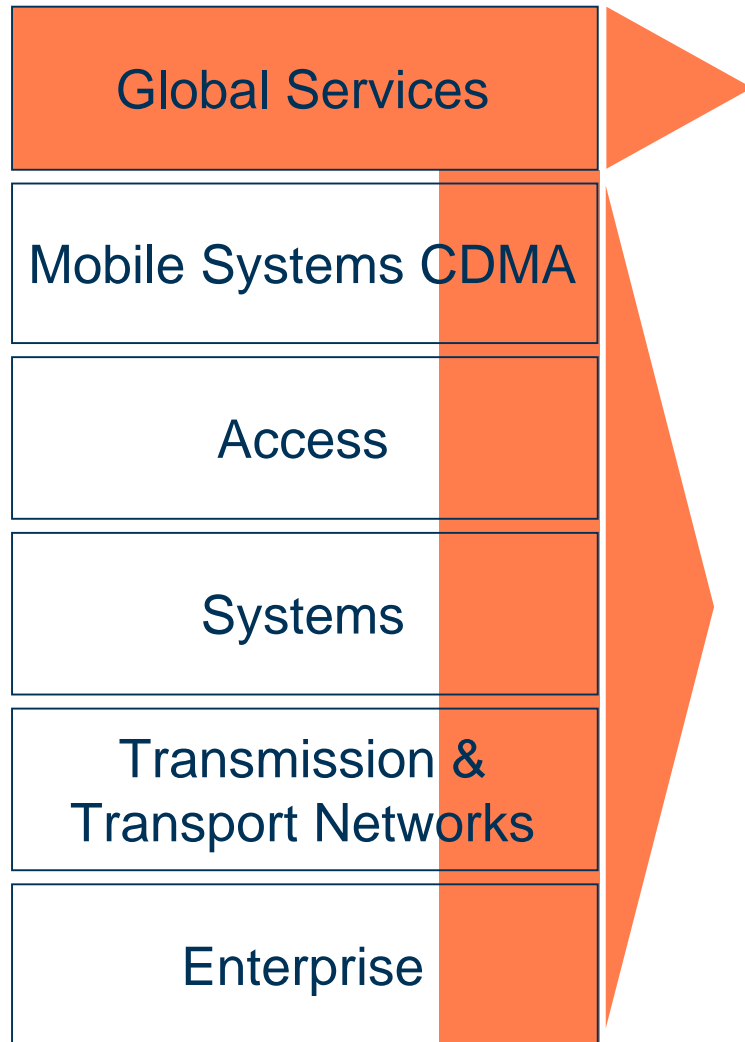 Global Services
Mobile Systems CDMA
Access
Systems
Transmission &
Transport Networks
Enterprise